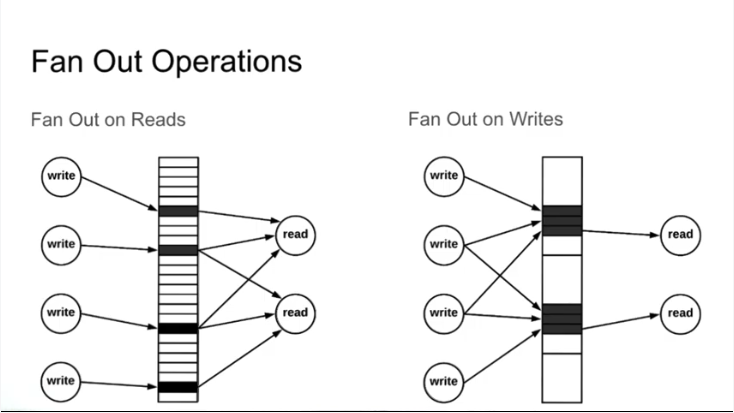 Fan Out Operations
Fan Out on Reads
Fan Out on Writes
write
write
write
write
read
read
write
write
write
write
read
read